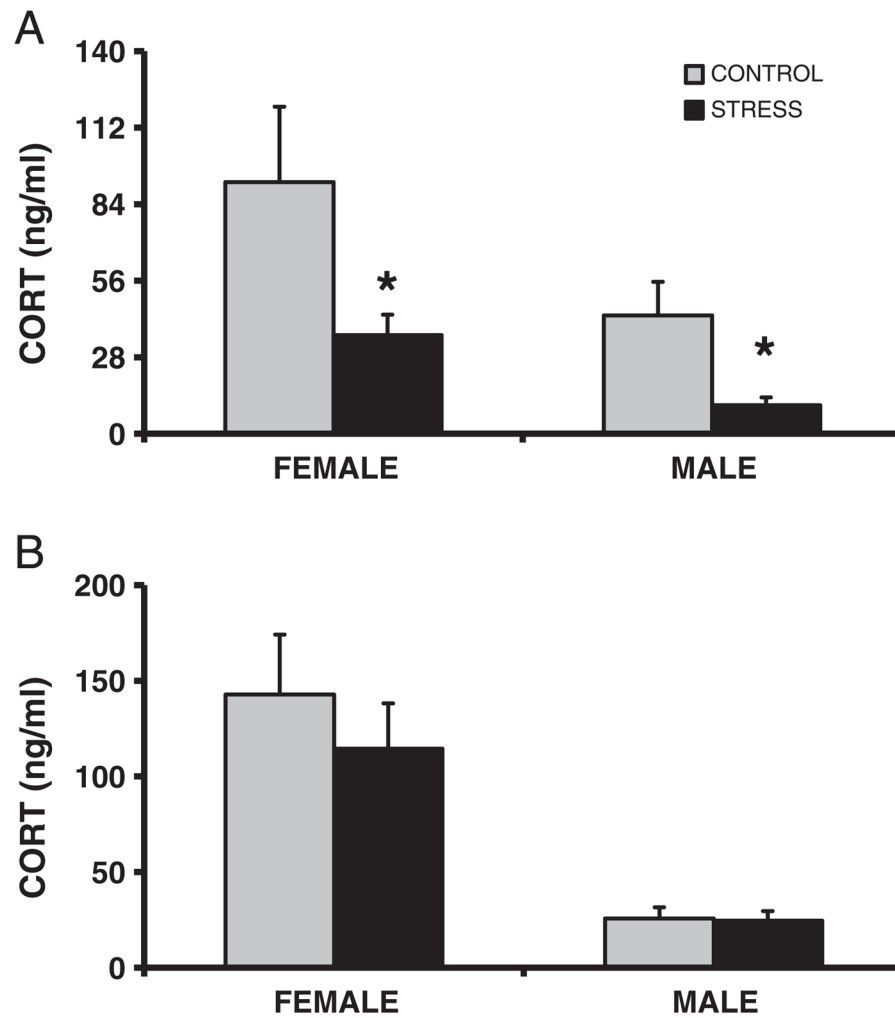 A
140
112
84
56
28
0
CORT (ng/ml)
CONTROL
STRESS
*
*
FEMALE
MALE
B
200
150
100
50
0
CORT (ng/ml)
FEMALE
MALE